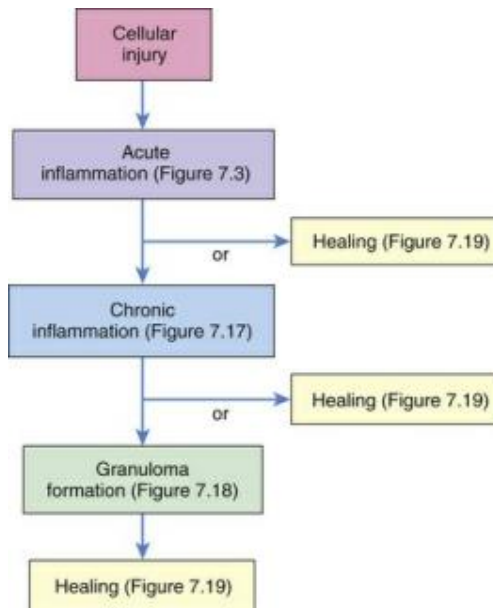 Cellular
injury
Acute
inflammation (Figure 7.3)
or
Healing (Figure 7.19)
Chronic
inflammation (Figure 7.17)
or
Healing (Figure 7.19)
Granuloma
formation (Figure 7.18)
Healing (Figure 7.19)